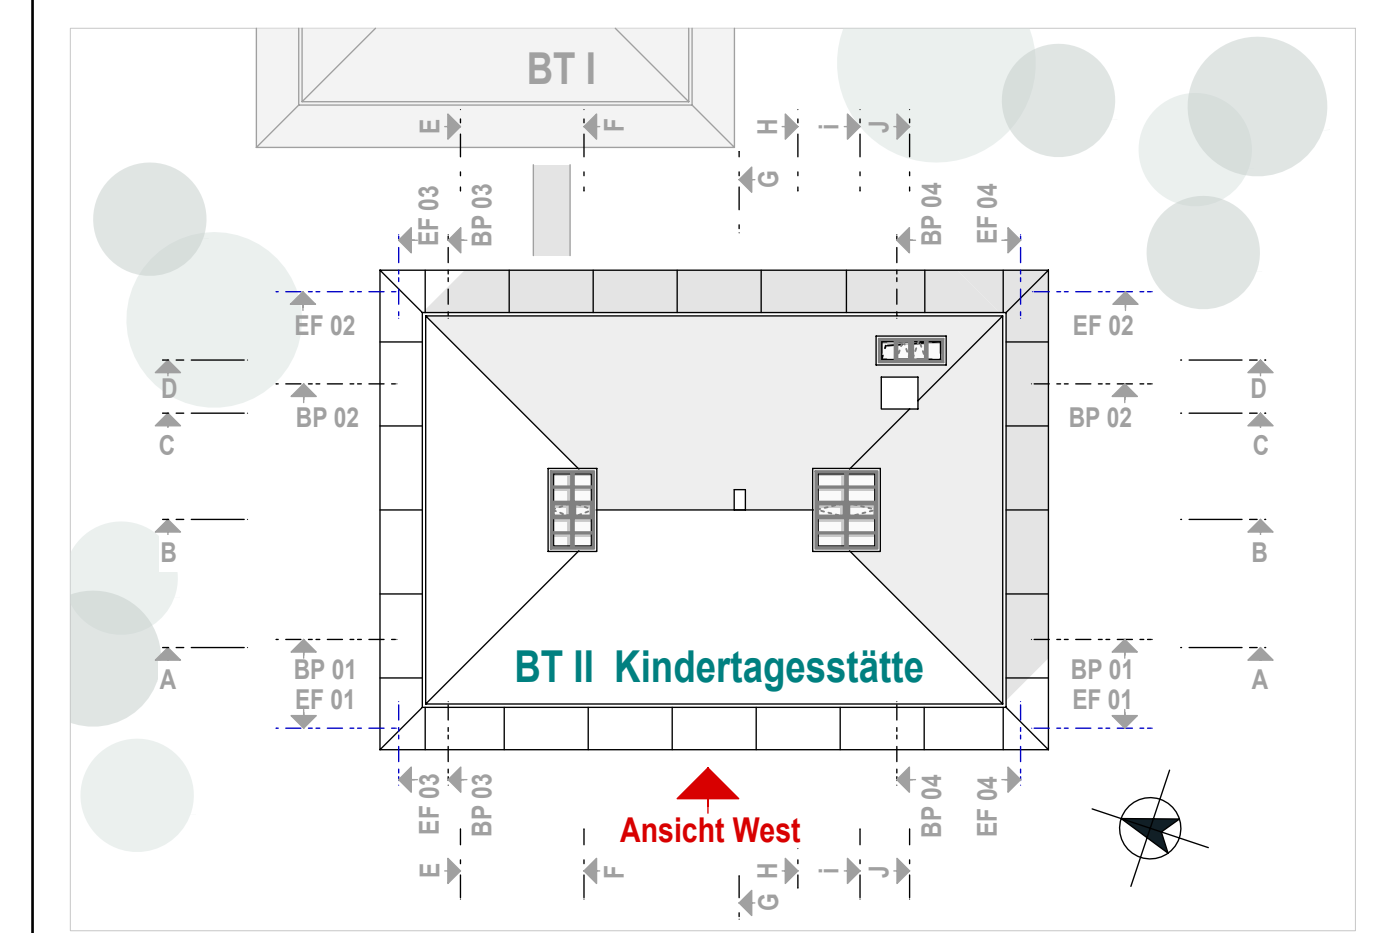 BT I
E
F
H
i
J
G
EF 03
BP 03
BP 04
EF 04
EF 02
EF 02
D
D
BP 02
BP 02
C
C
B
B
BT II Kindertagesstätte
BP 01
BP 01
A
A
EF 01
EF 01
EF 03
BP 03
BP 04
EF 04
Ansicht West
E
F
H
i
J
G